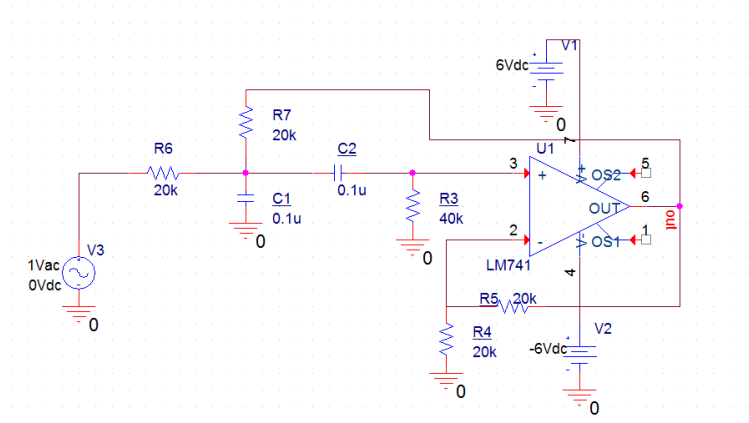 V1
6Vdc
0
R7
20k
7
U1
R6
20k
C2
0.1u
3
+
V+
OS2
5
C1
0.1u
0
R3
40k
0
OUT
6
out
2
-
V-
OS1
1
LM741
4
V3
1Vac
0Vdc
0
R5
20k
R4
20k
0
V2
-6Vdc
0